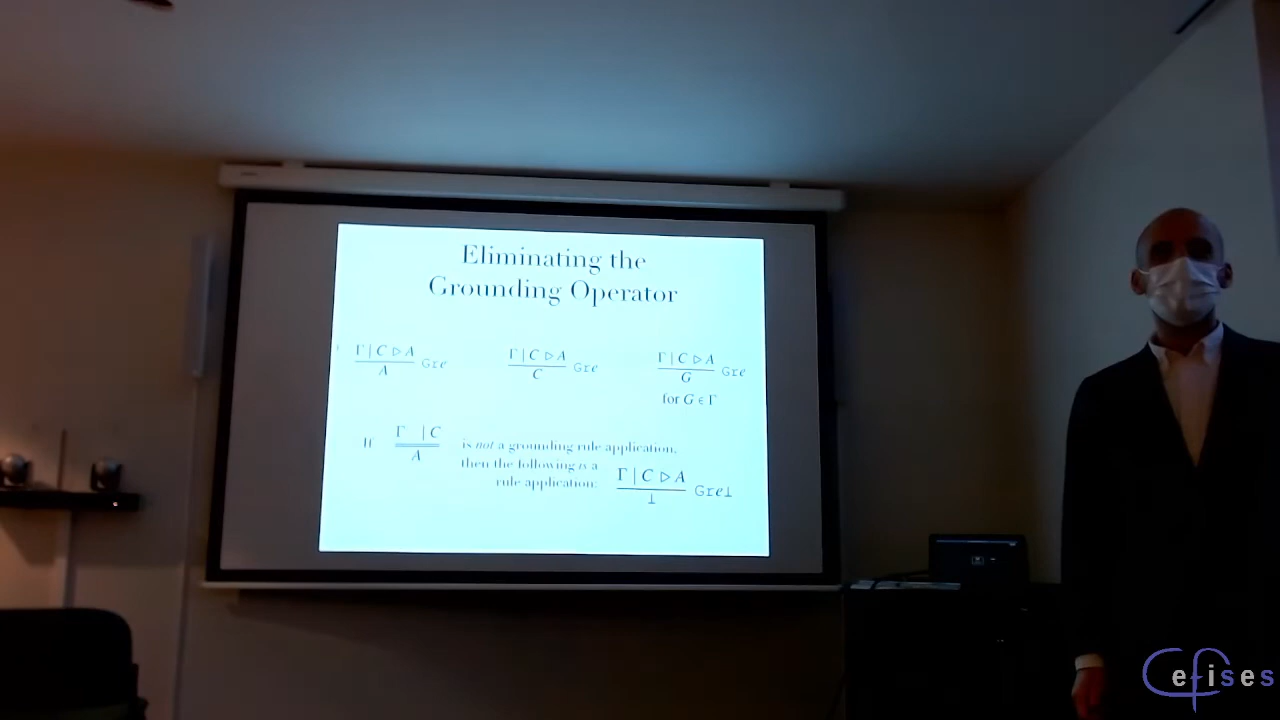 Eliminating the
Grounding Operator
Γ | C ▷ A
A
Gre
Γ | C ▷ A
C
Gre
Γ | C ▷ A
G
Gre
for G ∈ Γ
If
Γ | C
A
is not a grounding rule application,
then the following is a
rule application:
Γ | C ▷ A
⊥
Gre⊥
Cefises